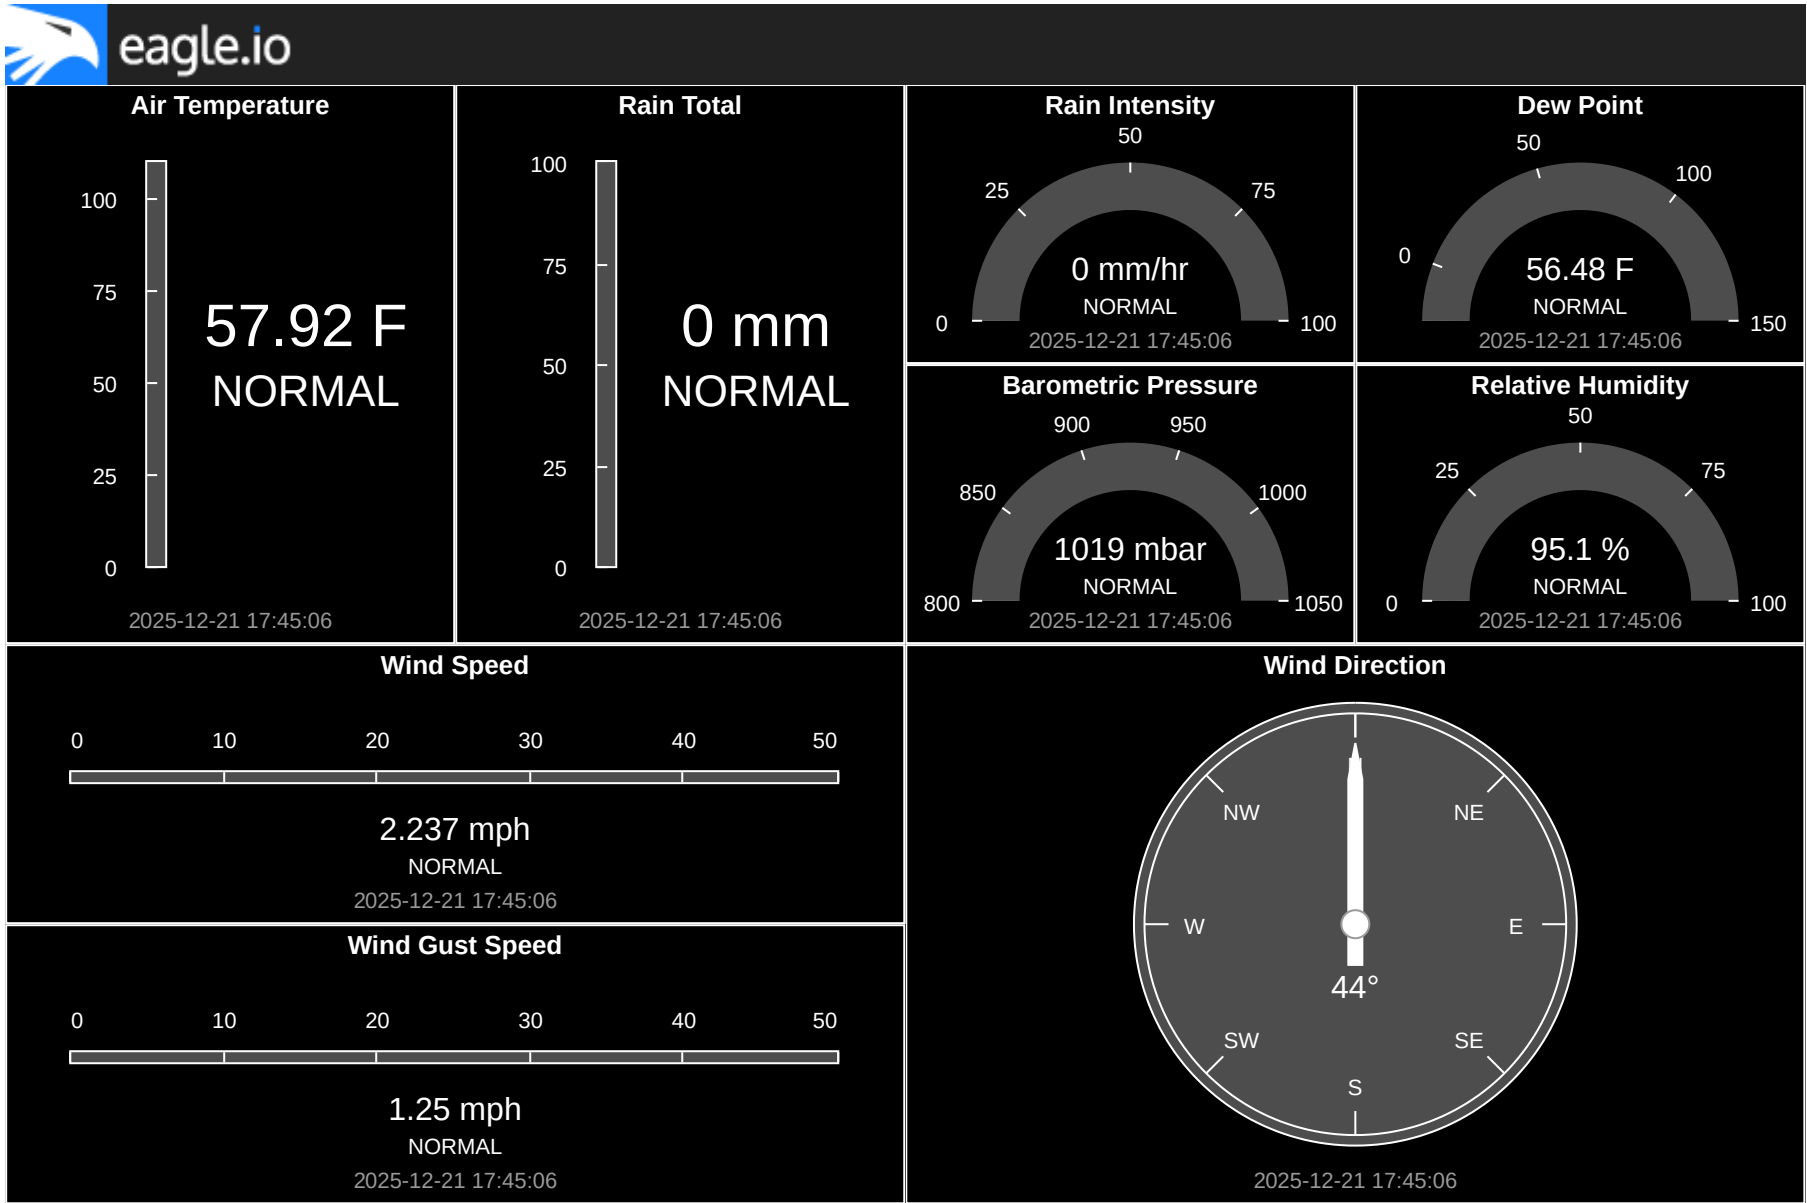 eagle.io
Air Temperature
100
75
50
25
0
57.92 F
NORMAL
2025-12-21 17:45:06
Rain Total
100
75
50
25
0
0 mm
NORMAL
2025-12-21 17:45:06
Rain Intensity
0
25
50
75
100
0 mm/hr
NORMAL
2025-12-21 17:45:06
Dew Point
0
50
100
150
56.48 F
NORMAL
2025-12-21 17:45:06
Barometric Pressure
800
850
900
950
1000
1050
1019 mbar
NORMAL
2025-12-21 17:45:06
Relative Humidity
0
25
50
75
100
95.1 %
NORMAL
2025-12-21 17:45:06
Wind Speed
0 10 20 30 40 50
2.237 mph
NORMAL
2025-12-21 17:45:06
Wind Gust Speed
0 10 20 30 40 50
1.25 mph
NORMAL
2025-12-21 17:45:06
Wind Direction
NW NE
W E
44°
SW SE
S
2025-12-21 17:45:06